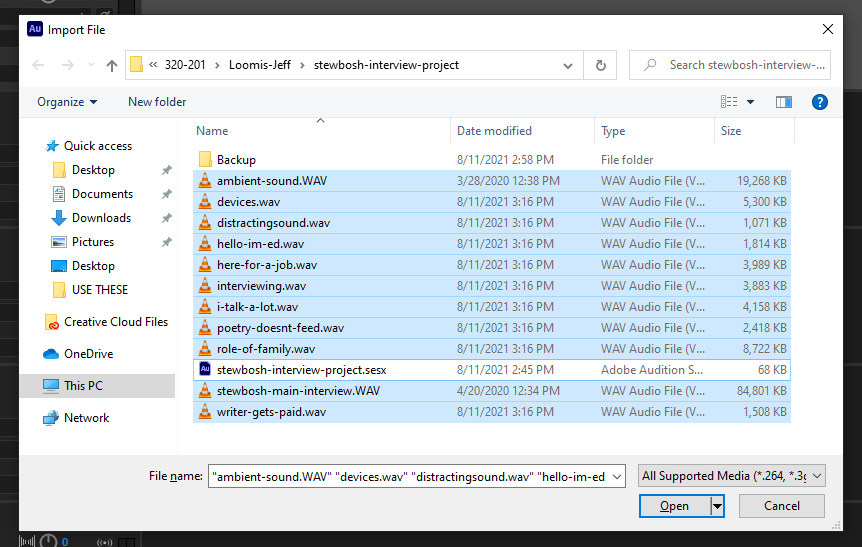 Au Import File
« 320-201 › Loomis-Jeff › stewbosh-interview-project Search stewbosh-interview-...
Organize New folder ?
Name Date modified Type Size
Quick access
Desktop
Documents
Downloads
Pictures
Desktop
USE THESE
Creative Cloud Files
OneDrive
This PC
Network
Backup 8/11/2021 2:58 PM File folder
ambient-sound.WAV 3/28/2020 12:38 PM WAV Audio File (V... 19,268 KB
devices.wav 8/11/2021 3:16 PM WAV Audio File (V... 5,300 KB
distractingsound.wav 8/11/2021 3:16 PM WAV Audio File (V... 1,071 KB
hello-im-ed.wav 8/11/2021 3:16 PM WAV Audio File (V... 1,814 KB
here-for-a-job.wav 8/11/2021 3:16 PM WAV Audio File (V... 3,989 KB
interviewing.wav 8/11/2021 3:16 PM WAV Audio File (V... 3,883 KB
i-talk-a-lot.wav 8/11/2021 3:16 PM WAV Audio File (V... 4,158 KB
poetry-doesnt-feed.wav 8/11/2021 3:16 PM WAV Audio File (V... 2,418 KB
role-of-family.wav 8/11/2021 3:16 PM WAV Audio File (V... 8,722 KB
Au stewbosh-interview-project.sesx 8/11/2021 2:45 PM Adobe Audition S... 68 KB
stewbosh-main-interview.WAV 4/20/2020 12:34 PM WAV Audio File (V... 84,801 KB
writer-gets-paid.wav 8/11/2021 3:16 PM WAV Audio File (V... 1,508 KB
File name: "ambient-sound.WAV" "devices.wav" "distractingsound.wav" "hello-im-ed All Supported Media (*.264, *.3g
Open Cancel
0